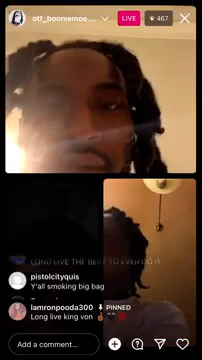 ott_booniemoe,...
LIVE
467
LONG LIVE THE BEST TO EVER DO IT
pistolcityquis
Y'all smoking big bag
lamronpooda300 PINNED
Long live king von
Add a comment...